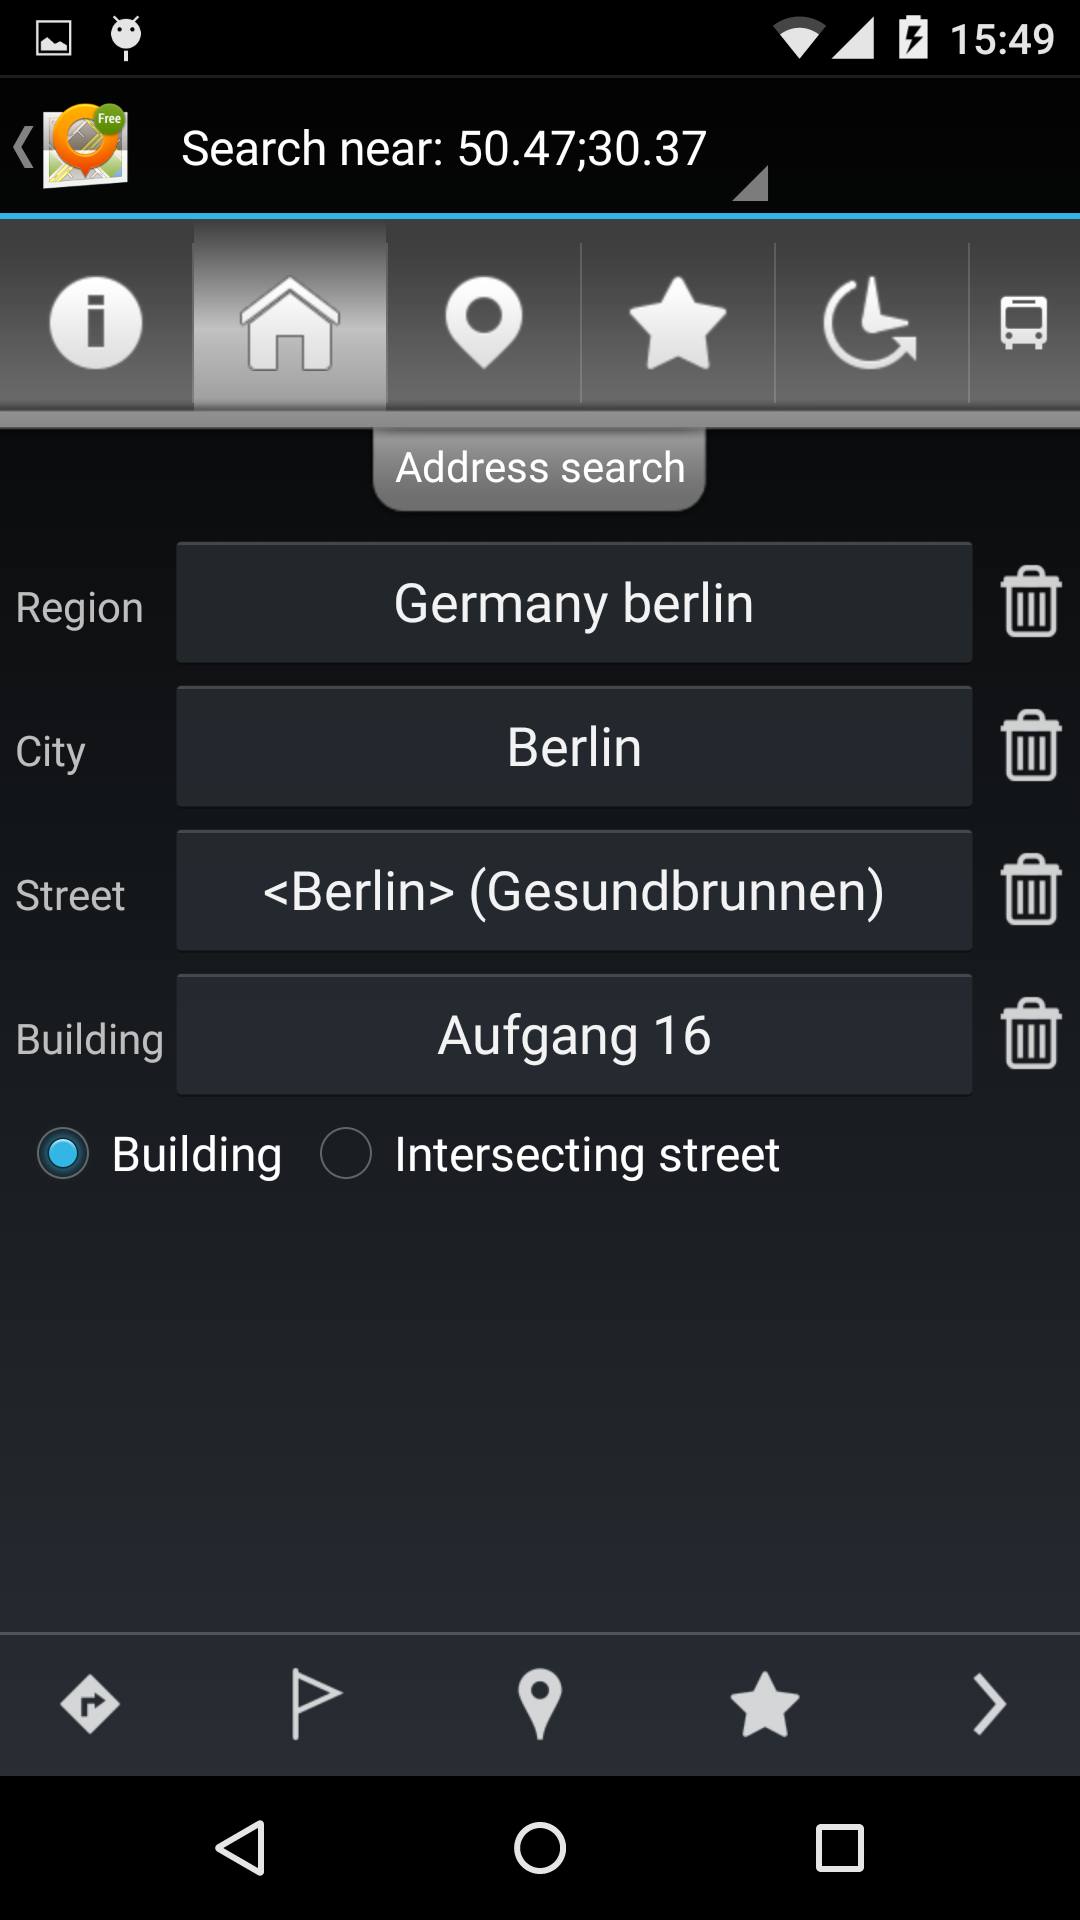 15:49
Free
Search near: 50.47;30.37
Address search
Region
Germany berlin
City
Berlin
Street
<Berlin> (Gesundbrunnen)
Building
Aufgang 16
Building
Intersecting street